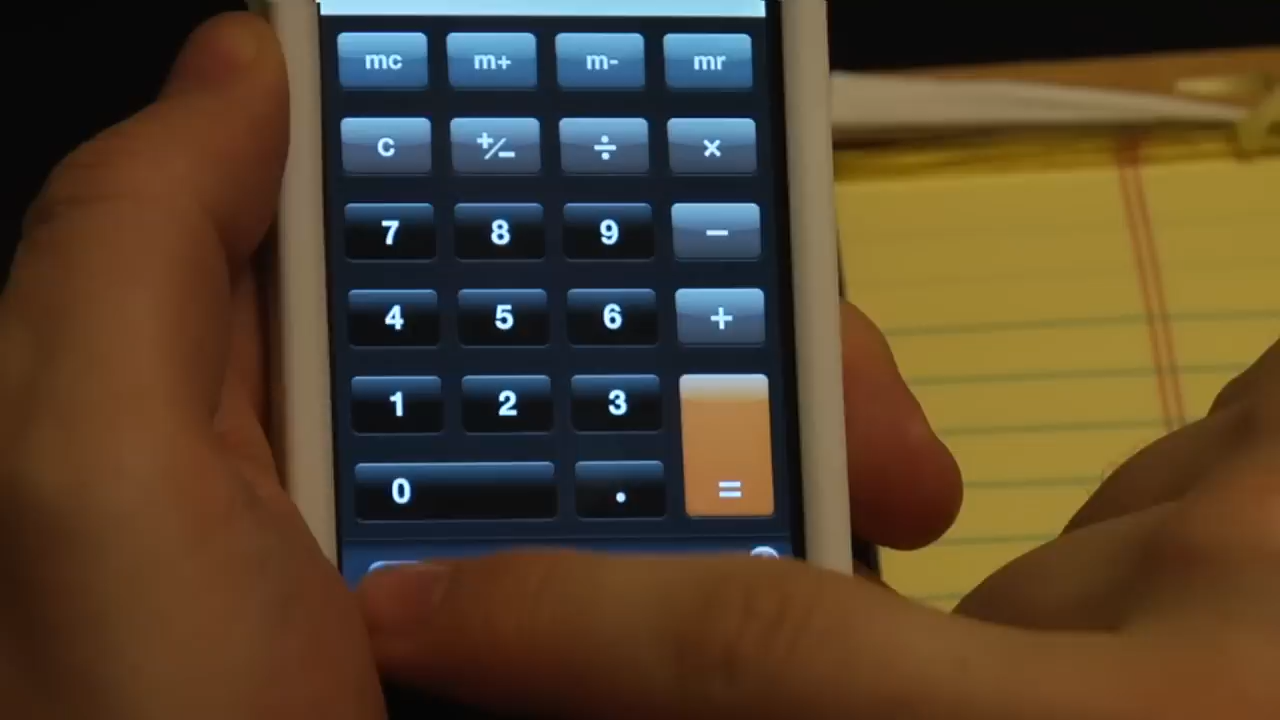 mc m+ m- mr
c +/- ÷ ×
7 8 9 −
4 5 6 +
1 2 3
0 . =